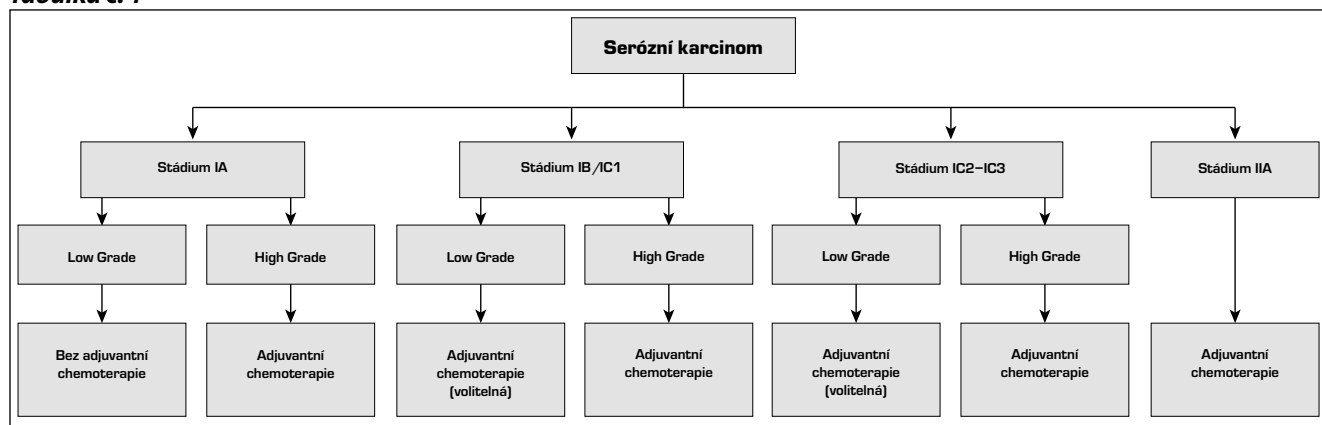 Serózní karcinom
Stádium IA
Stádium IB/IC1
Stádium IC2–IC3
Stádium IIA
Low Grade
High Grade
Low Grade
High Grade
Low Grade
High Grade
Bez adjuvantní
chemoterapie
Adjuvantní
chemoterapie
Adjuvantní
chemoterapie
(volitelná)
Adjuvantní
chemoterapie
Adjuvantní
chemoterapie
(volitelná)
Adjuvantní
chemoterapie
Adjuvantní
chemoterapie